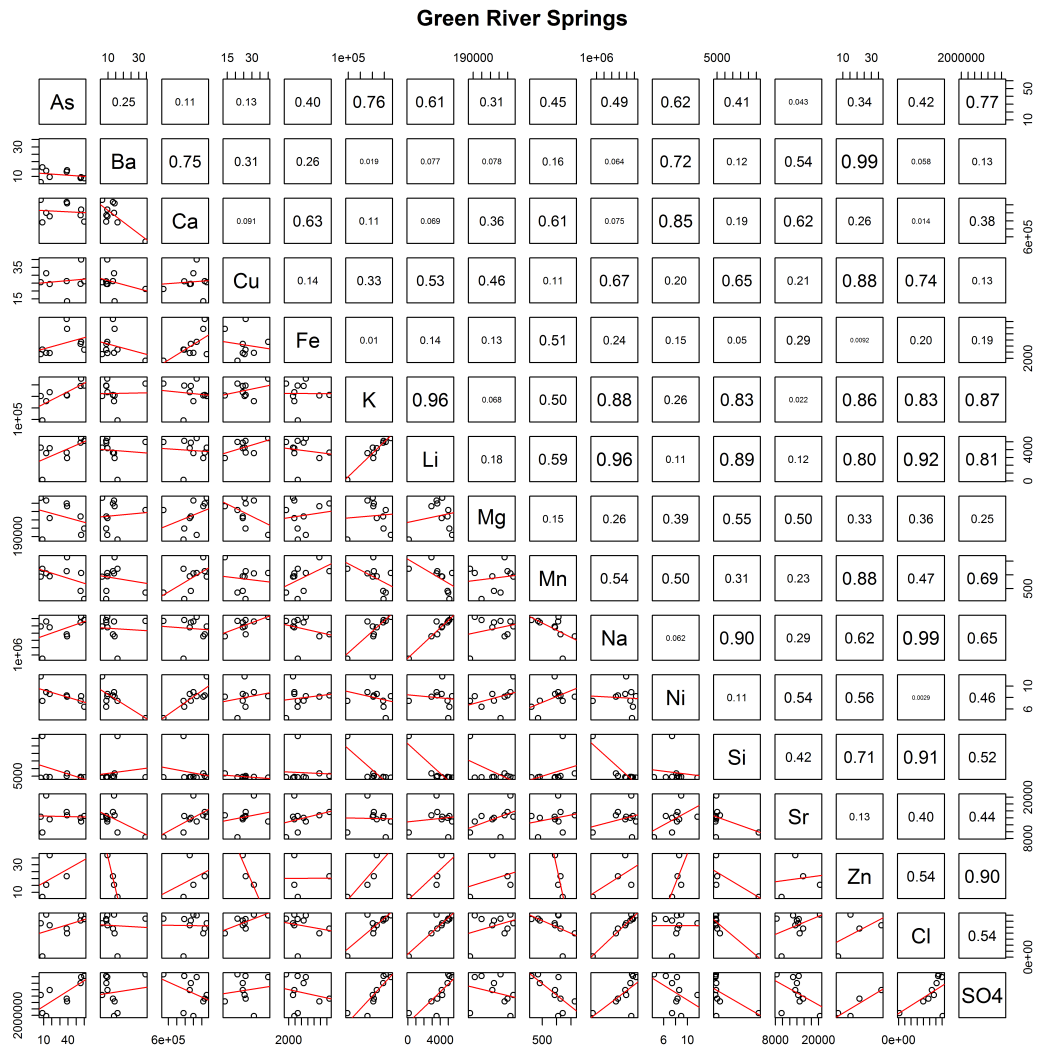 Green River Springs
10 30 15 30 1e+05 190000 1e+06 5000 10 30 2000000
As 0.25 0.11 0.13 0.40 0.76 0.61 0.31 0.45 0.49 0.62 0.41 0.043 0.34 0.42 0.77 10 50
10 30 Ba 0.75 0.31 0.26 0.019 0.077 0.078 0.16 0.064 0.72 0.12 0.54 0.99 0.058 0.13
Ca 0.091 0.63 0.11 0.069 0.36 0.61 0.075 0.85 0.19 0.62 0.26 0.014 0.38 6e+05
15 35 Cu 0.14 0.33 0.53 0.46 0.11 0.67 0.20 0.65 0.21 0.88 0.74 0.13
Fe 0.01 0.14 0.13 0.51 0.24 0.15 0.05 0.29 0.0092 0.20 0.19 2000
1e+05 K 0.96 0.068 0.50 0.88 0.26 0.83 0.022 0.86 0.83 0.87
Li 0.18 0.59 0.96 0.11 0.89 0.12 0.80 0.92 0.81 0 4000
190000 Mg 0.15 0.26 0.39 0.55 0.50 0.33 0.36 0.25
Mn 0.54 0.50 0.31 0.23 0.88 0.47 0.69 500
1e+06 Na 0.062 0.90 0.29 0.62 0.99 0.65
Ni 0.11 0.54 0.56 0.0029 0.46 6 10
5000 Si 0.42 0.71 0.91 0.52
Sr 0.13 0.40 0.44 8000 20000
10 30 Zn 0.54 0.90
Cl 0.54 0e+00
200000 SO4
10 40 6e+05 2000 0 4000 500 6 10 8000 20000 0e+00